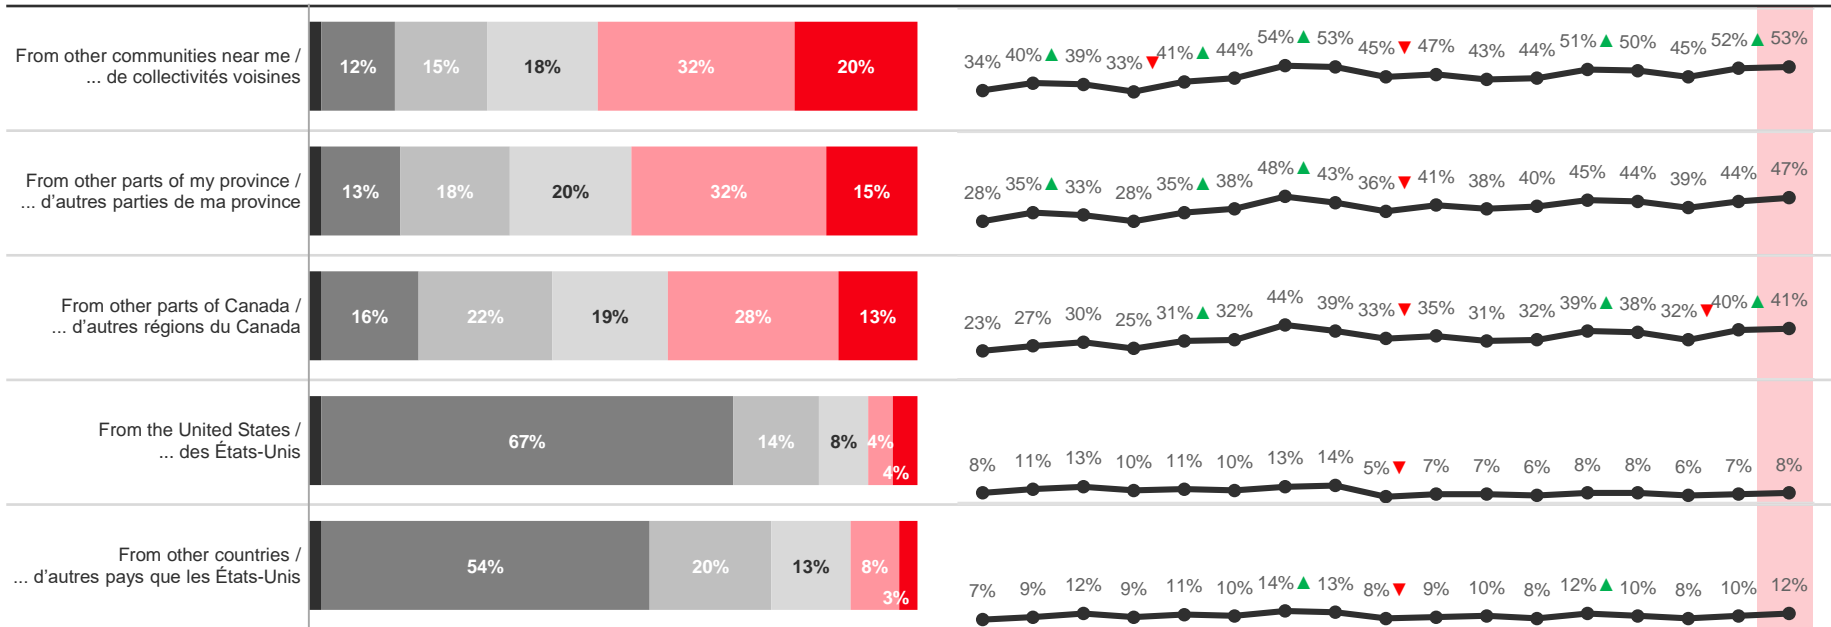 From other communities near me /
... de collectivités voisines
12% 15% 18% 32% 20%
34% 40% ▲ 39% 33% ▼ 41% ▲ 44% 54% ▲ 53% 45% ▼ 47% 43% 44% 51% ▲ 50% 45% 52% ▲ 53%
From other parts of my province /
... d'autres parties de ma province
13% 18% 20% 32% 15%
28% 35% ▲ 33% 28% 35% ▲ 38% 48% ▲ 43% 36% ▼ 41% 38% 40% 45% 44% 39% 44% 47%
From other parts of Canada /
... d'autres régions du Canada
16% 22% 19% 28% 13%
23% 27% 30% 25% 31% ▲ 32% 44% 39% 33% ▼ 35% 31% 32% 39% ▲ 38% 32% ▼ 40% ▲ 41%
From the United States /
... des États-Unis
67% 14% 8% 4% 4%
8% 11% 13% 10% 11% 10% 13% 14% 5% ▼ 7% 7% 6% 8% 8% 6% 7% 8%
From other countries /
... d'autres pays que les États-Unis
54% 20% 13% 8% 3%
7% 9% 12% 9% 11% 10% 14% ▲ 13% 8% ▼ 9% 10% 8% 12% ▲ 10% 8% 10% 12%